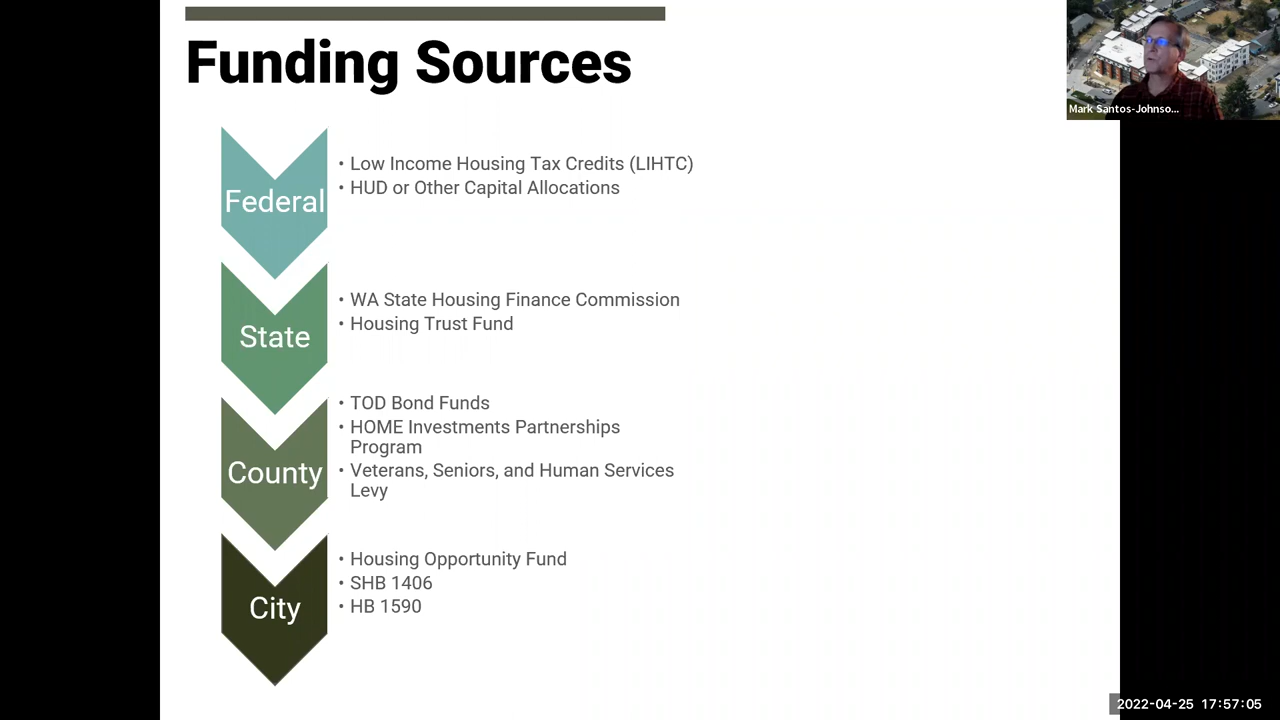 Funding Sources
Mark Santos-Johnso...
Federal
• Low Income Housing Tax Credits (LIHTC)
• HUD or Other Capital Allocations
State
• WA State Housing Finance Commission
• Housing Trust Fund
County
• TOD Bond Funds
• HOME Investments Partnerships
Program
• Veterans, Seniors, and Human Services
Levy
City
• Housing Opportunity Fund
• SHB 1406
• HB 1590
2022-04-25 17:57:05